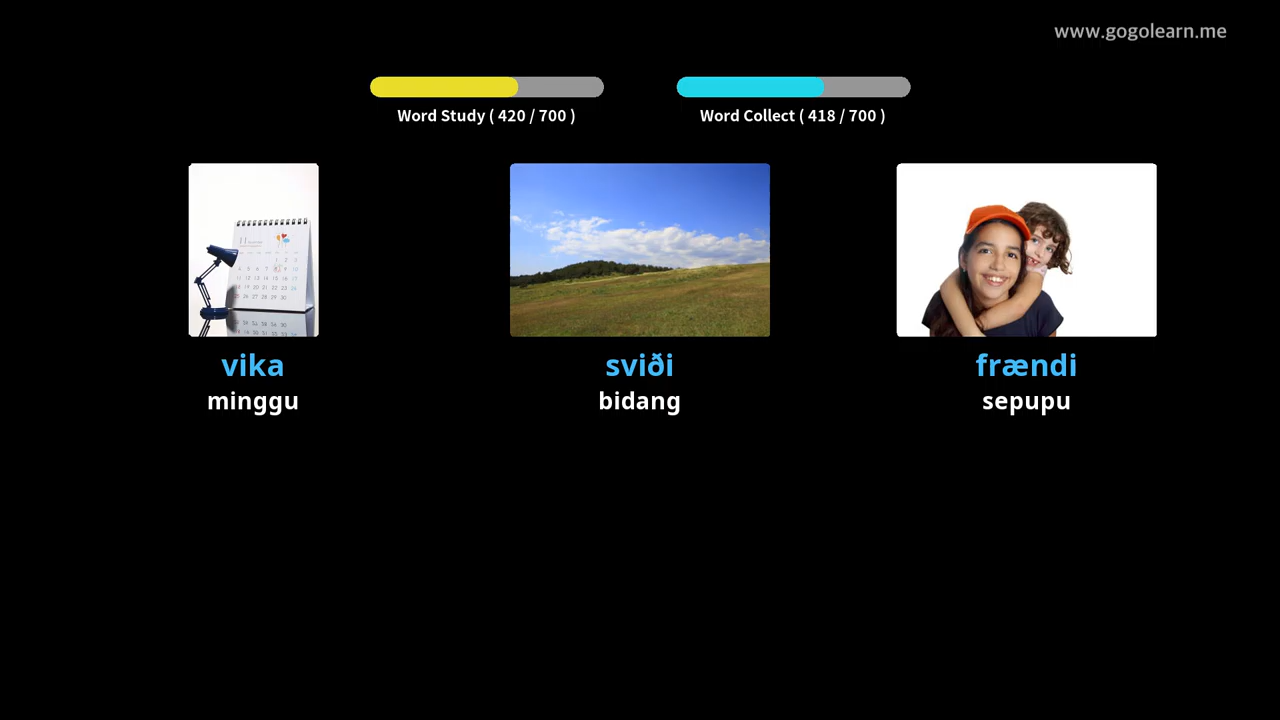 www.gogolearn.me
Word Study ( 420 / 700 )
Word Collect ( 418 / 700 )
vika
minggu
sviði
bidang
frændi
sepupu